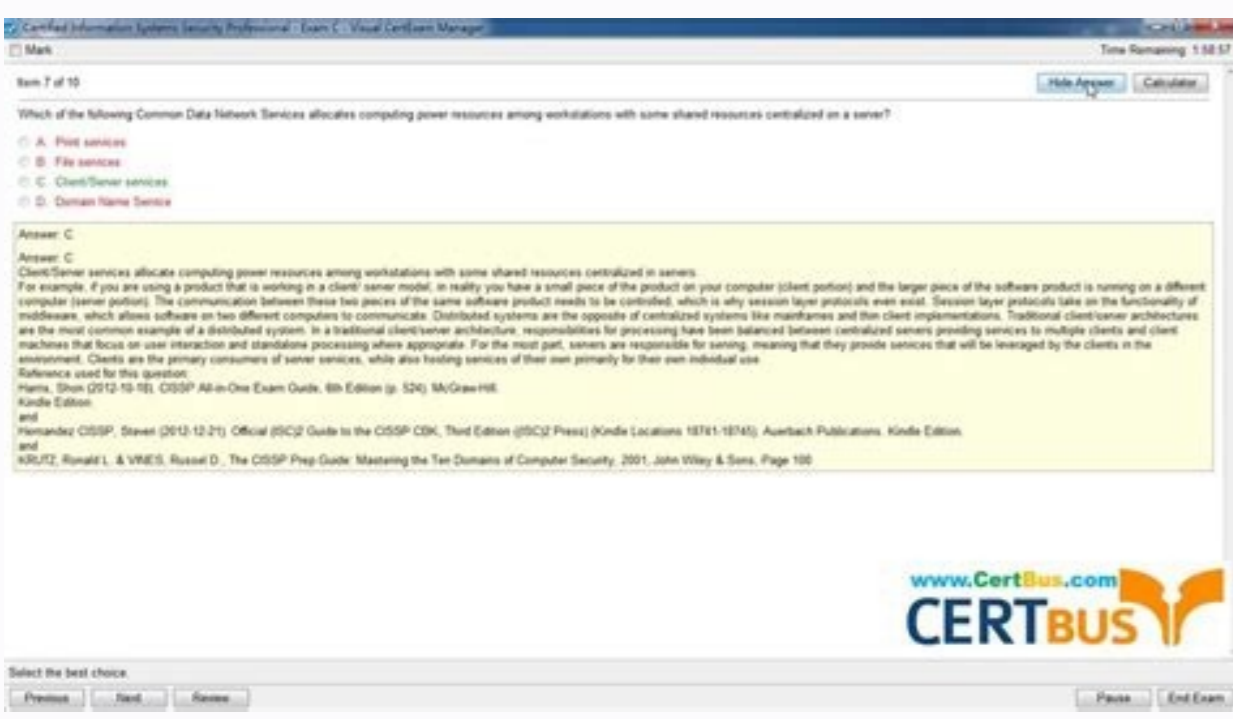 Certified Information Systems Security Professional - Exam C - Visual CertExam Manager
Mark
Time Remaining: 1:58:57
Item 7 of 10
Hide Answer
Calculator
Which of the following Common Data Network Services allocates computing power resources among workstations with some shared resources centralized on a server?
A. Print services
B. File services
C. Client/Server services
D. Domain Name Service
Answer: C
Answer: C
Client/Server services allocate computing power resources among workstations with some shared resources centralized in servers.
For example, if you are using a product that is working in a client/ server model, in reality you have a small piece of the product on your computer (client portion) and the larger piece of the software product is running on a different
computer (server portion). The communication between these two pieces of the same software product needs to be controlled, which is why session layer protocols even exist. Session layer protocols take on the functionality of
middleware, which allows software on two different computers to communicate. Distributed systems are the opposite of centralized systems like mainframes and thin client implementations. Traditional client/server architectures
are the most common example of a distributed system. In a traditional client/server architecture, responsibilities for processing have been balanced between centralized servers providing services to multiple clients and client
machines that focus on user interaction and standalone processing where appropriate. For the most part, servers are responsible for serving, meaning that they provide services that will be leveraged by the clients in the
environment. Clients are the primary consumers of server services, while also hosting services of their own primarily for their own individual use.
Reference used for this question:
Harris, Shon (2012-10-18). CISSP All-in-One Exam Guide, 6th Edition (p. 524). McGraw-Hill.
Kindle Edition.
and
Hernandez CISSP, Steven (2012-12-21). Official (ISC)2 Guide to the CISSP CBK, Third Edition ((ISC)2 Press) (Kindle Locations 18741-18745). Auerbach Publications. Kindle Edition.
and
KRUTZ, Ronald L. & VINES, Russel D., The CISSP Prep Guide: Mastering the Ten Domains of Computer Security, 2001, John Wiley & Sons, Page 100
www.CertBus.com
CERTBUS
Select the best choice.
Previous
Next
Review
Pause
End Exam